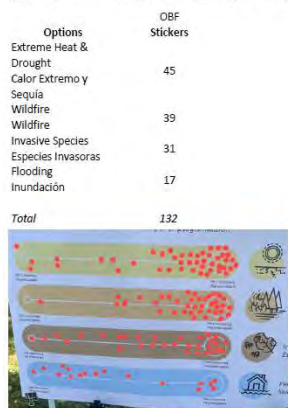 OBF
Options Stickers
Extreme Heat &
Drought
Calor Extremo y
Sequía
45
Wildfire
Wildfire
39
Invasive Species
Especies Invasoras
31
Flooding
Inundación
17
Total 132